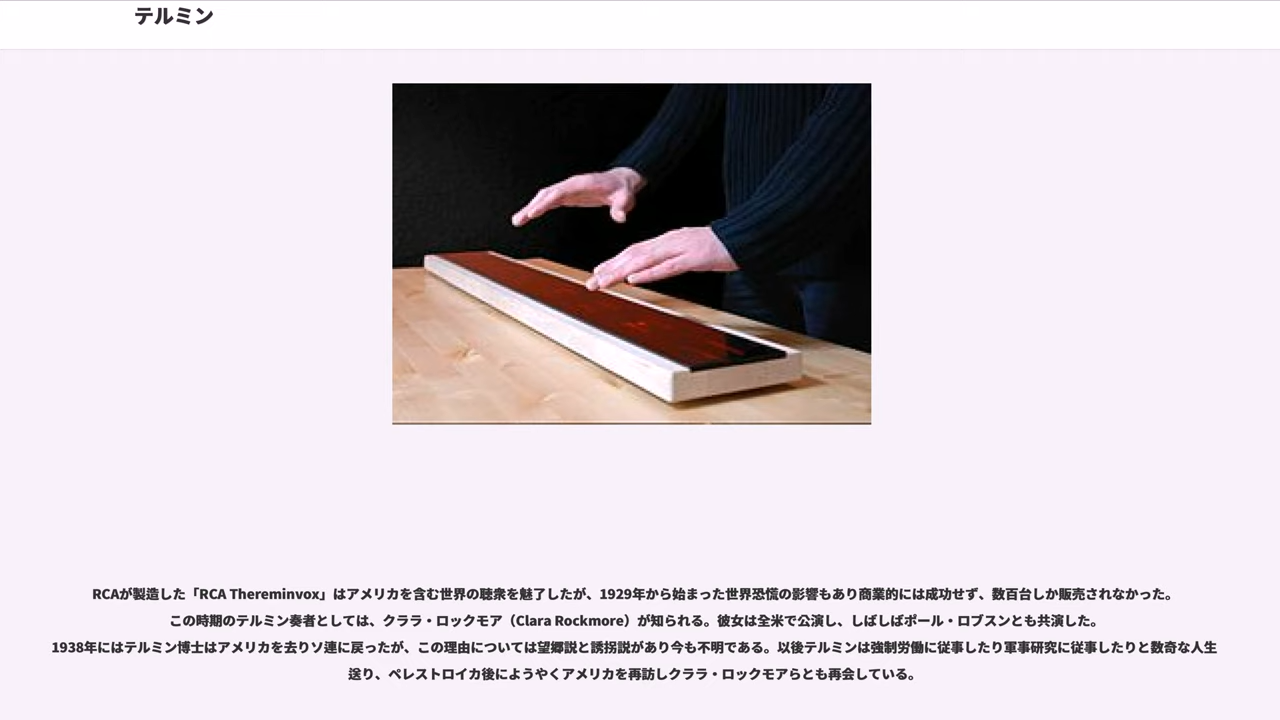 テルミン
RCAが製造した「RCA Thereminvox」はアメリカを含む世界の聴衆を魅了したが、1929年から始まった世界恐慌の影響もあり商業的には成功せず、数百台しか販売されなかった。
この時期のテルミン奏者としては、クララ・ロックモア（Clara Rockmore）が知られる。彼女は全米で公演し、しばしばポール・ロブスンとも共演した。
1938年にはテルミン博士はアメリカを去りソ連に戻ったが、この理由については望郷説と誘拐説があり今も不明である。以後テルミンは強制労働に従事したり軍事研究に従事したりと数奇な人生
送り、ペレストロイカ後にようやくアメリカを再訪しクララ・ロックモアらとも再会している。